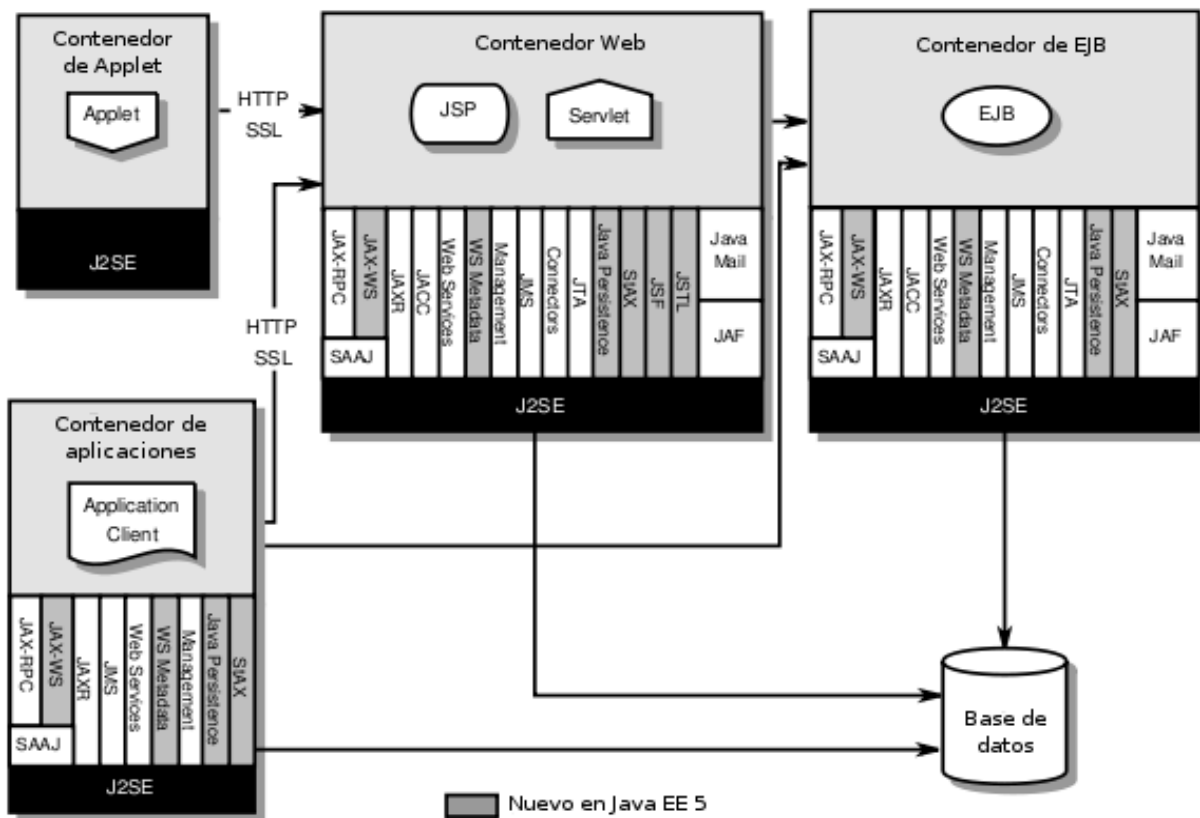 Contenedor
de Applet
Applet
J2SE
HTTP
SSL
Contenedor Web
JSP
Servlet
JAX-RPC
SAAJ
JAX-WS
JAXR
JACC
Web Services
WS Metadata
Management
JMS
Connectors
JTA
Java Persistence
StAX
JSF
JSTL
Java
Mail
JAF
J2SE
Contenedor de EJB
EJB
JAX-RPC
SAAJ
JAX-WS
JAXR
JACC
Web Services
WS Metadata
Management
JMS
Connectors
JTA
Java Persistence
StAX
Java
Mail
JAF
J2SE
HTTP
SSL
Contenedor de
aplicaciones
Application
Client
JAX-RPC
SAAJ
JAX-WS
JAXR
JMS
Web Services
WS Metadata
Management
Java Persistence
StAX
J2SE
Base de
datos
Nuevo en Java EE 5